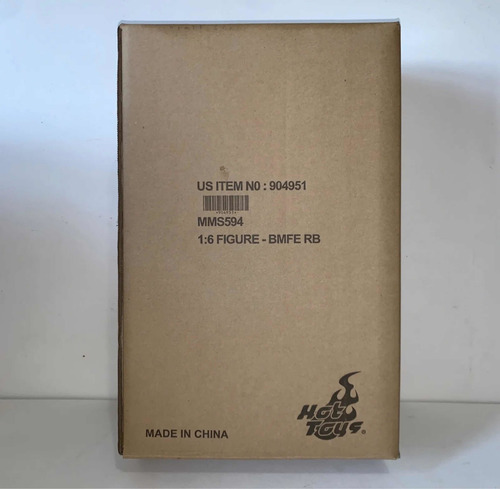 US ITEM N0 : 904951
MMS594
1:6 FIGURE - BMFE RB
Hot
Toys®
MADE IN CHINA